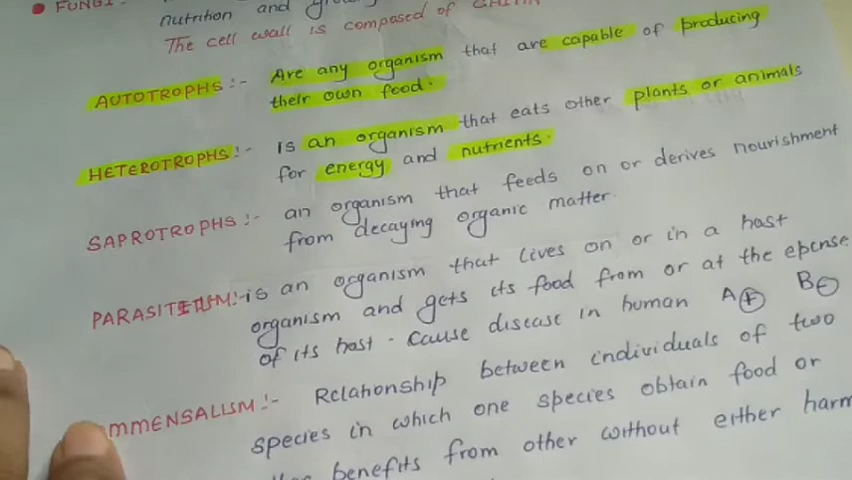 FUNGI:-
nutrition and
The cell wall is composed of CHITIN
AUTOTROPHS:- Are any organism that are capable of producing
their own food.
HETEROTROPHS:- is an organism that eats other plants or animals
for energy and nutrients.
SAPROTROPHS:- an organism that feeds on or derives nourishment
from decaying organic matter.
PARASITISM:- is an organism that lives on or in a host
organism and gets its food from or at the epense
of its host. cause disease in human A⊕ B⊖
MMENSALISM:- Relationship between individuals of two
species in which one species obtain food or
benefits from other without either harm